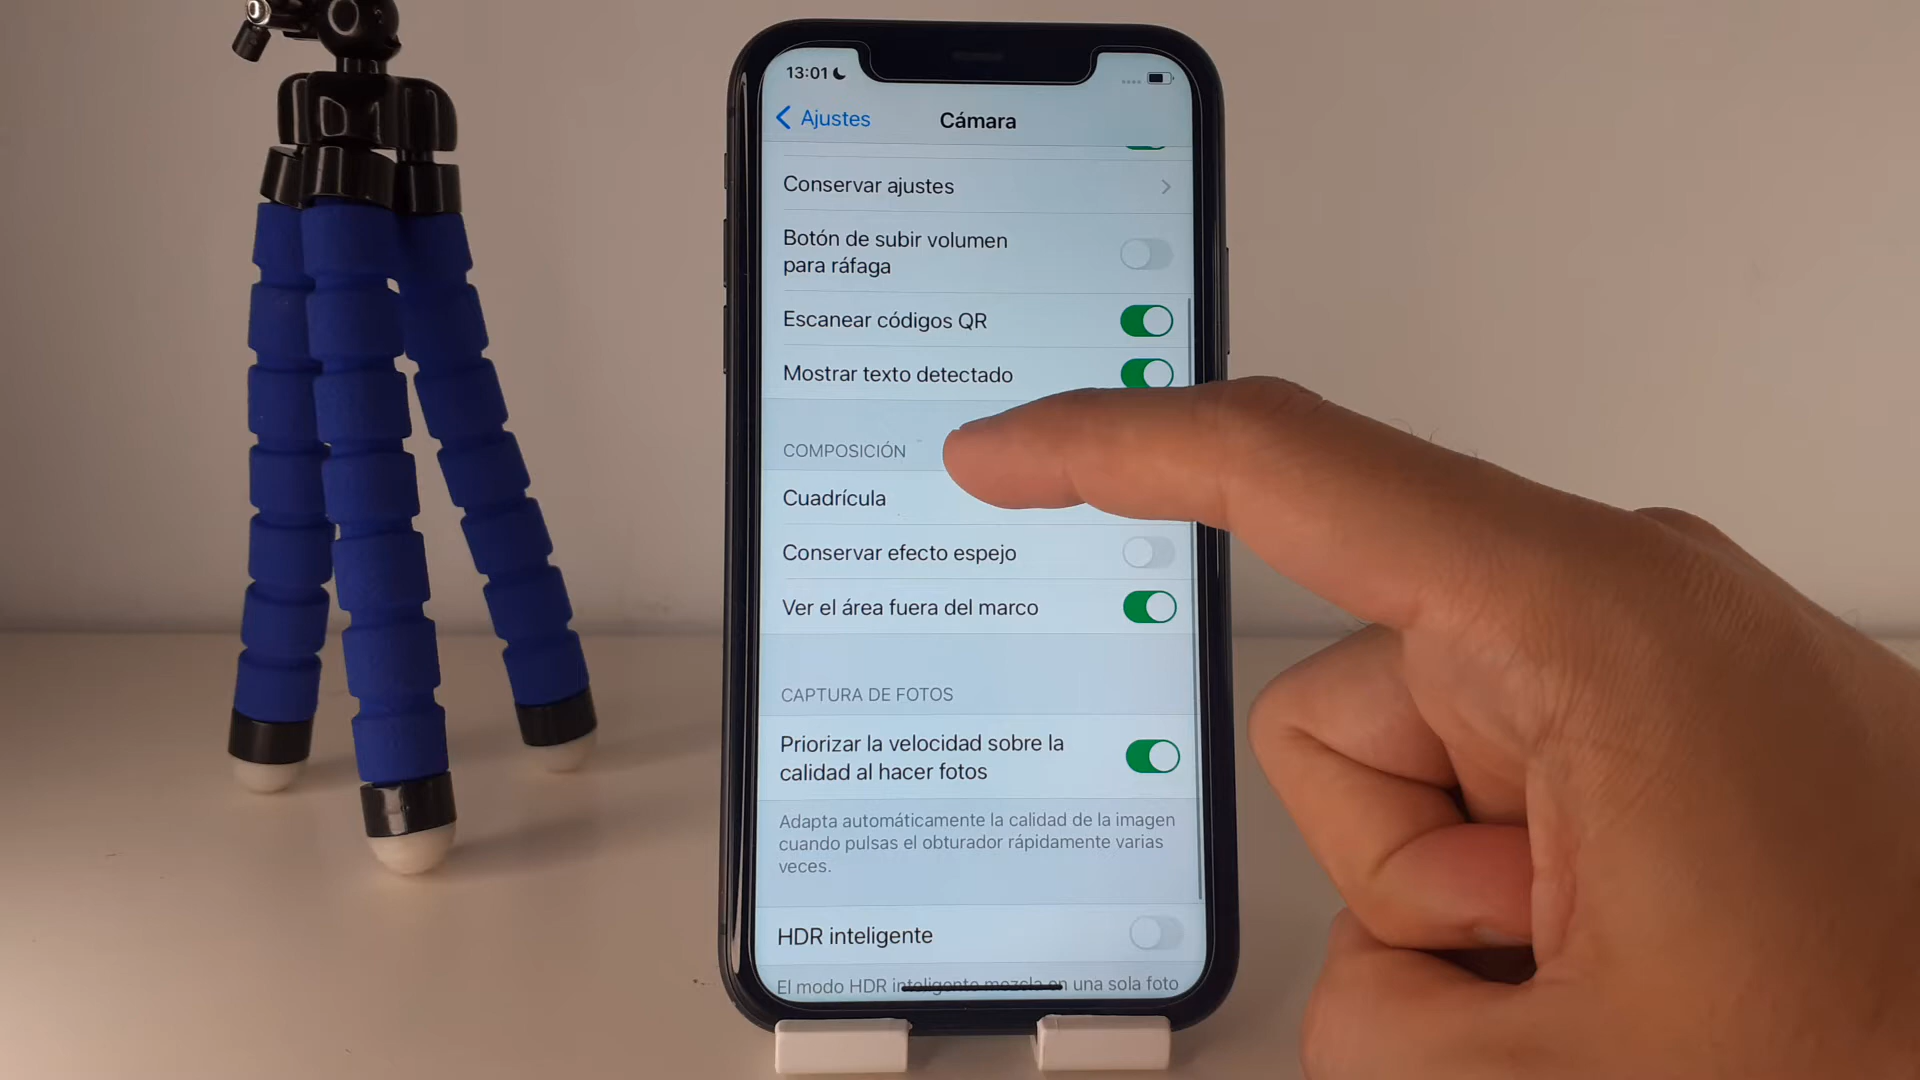 13:01
Ajustes
Cámara
Conservar ajustes
Botón de subir volumen
para ráfaga
Escanear códigos QR
Mostrar texto detectado
COMPOSICIÓN
Cuadrícula
Conservar efecto espejo
Ver el área fuera del marco
CAPTURA DE FOTOS
Priorizar la velocidad sobre la
calidad al hacer fotos
Adapta automáticamente la calidad de la imagen
cuando pulsas el obturador rápidamente varias
veces.
HDR inteligente
El modo HDR inteligente mezcla en una sola foto